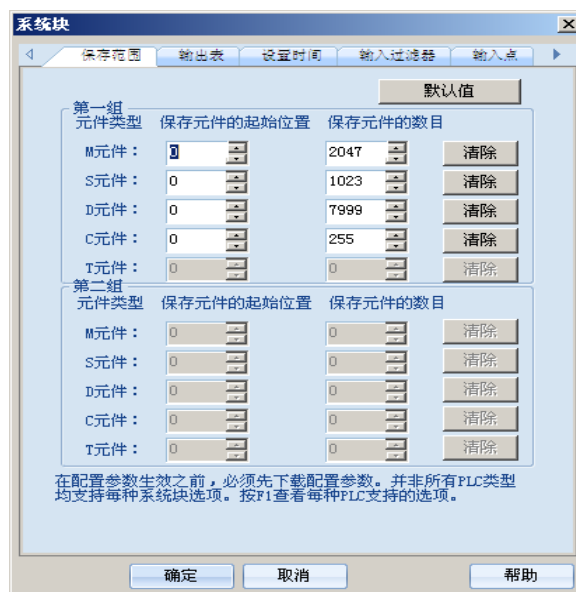 系统块
保存范围 输出表 设置时间 输入过滤器 输入点
默认值
第一组
元件类型 保存元件的起始位置 保存元件的数目
M元件： 0 2047 清除
S元件： 0 1023 清除
D元件： 0 7999 清除
C元件： 0 255 清除
T元件： 0 0 清除
第二组
元件类型 保存元件的起始位置 保存元件的数目
M元件： 0 0 清除
S元件： 0 0 清除
D元件： 0 0 清除
C元件： 0 0 清除
T元件： 0 0 清除
在配置参数生效之前，必须先下载配置参数。并非所有PLC类型
均支持每种系统块选项。按F1查看每种PLC支持的选项。
确定 取消 帮助